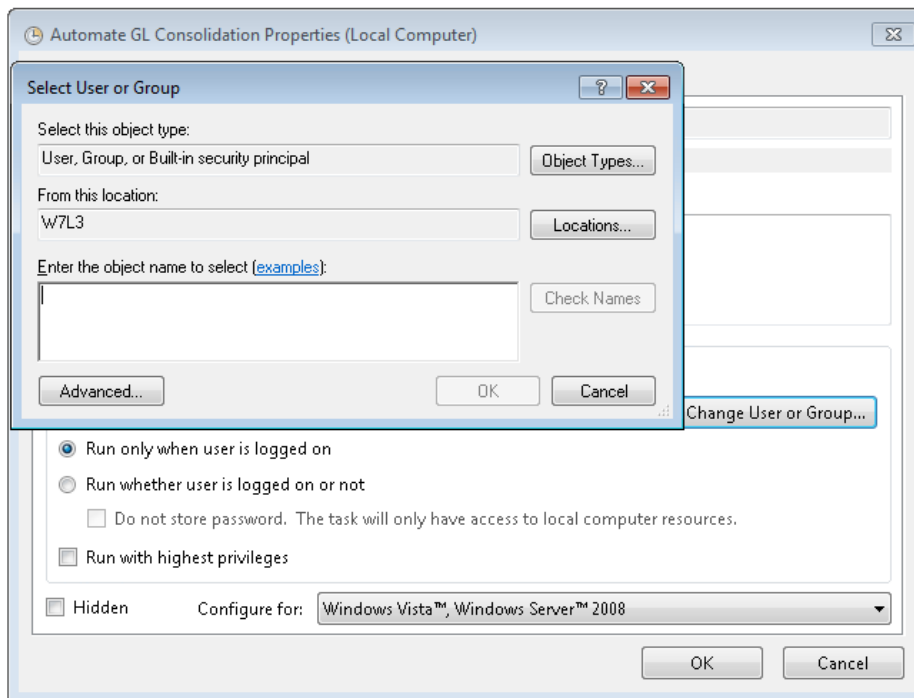 Automate GL Consolidation Properties (Local Computer)
Select User or Group
Select this object type:
User, Group, or Built-in security principal
Object Types...
From this location:
W7L3
Locations...
Enter the object name to select (examples):
Check Names
Advanced...
OK
Cancel
Change User or Group...
Run only when user is logged on
Run whether user is logged on or not
Do not store password. The task will only have access to local computer resources.
Run with highest privileges
Hidden
Configure for:
Windows Vista™, Windows Server™ 2008
OK
Cancel